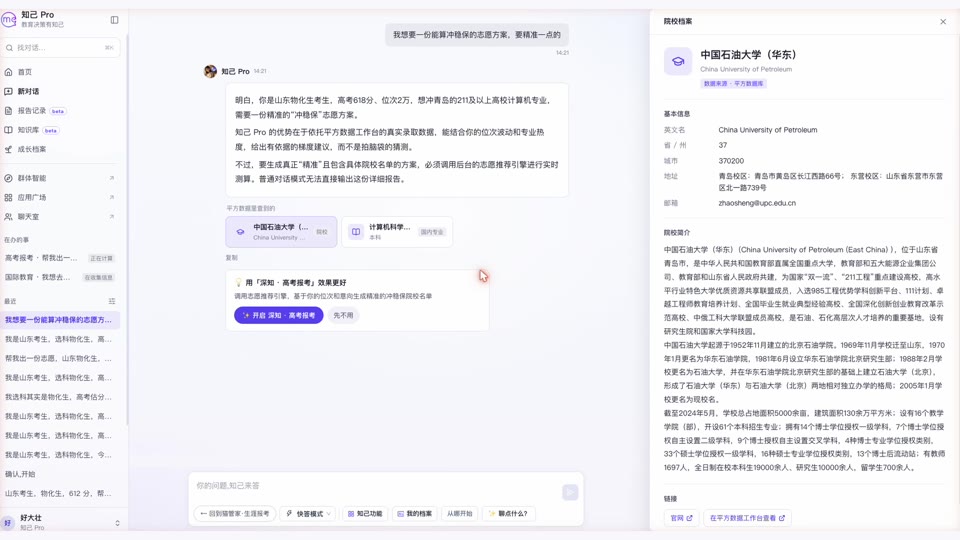 知己 Pro
教育决策有知己
找对话...
⌘K
首页
新对话
报告记录 beta
知识库 beta
成长档案
群体智能
应用广场
聊天室
在办的事
高考报考 · 帮我出一... 正在计算
国际教育 · 我想去... 在收集信息
最近
我想要一份能算冲稳保的志愿方...
我是山东考生，选科物化生，高...
帮我出一份志愿，山东物化生，...
我是山东考生，选科物化生，高...
我选科其实是物化生，高考估分...
我是山东考生，选科物化生，高...
我是山东考生，选科物化生，高...
我是山东考生，选科物化生，今...
确认,开始
山东考生，物化生，612 分，帮...
好 好大壮
知己 Pro
我想要一份能算冲稳保的志愿方案，要精准一点的
14:21
知己 Pro 14:21
明白，你是山东物化生考生，高考618分、位次2万，想冲青岛的211及以上高校计算机专业，
需要一份精准的“冲稳保”志愿方案。
知己 Pro 的优势在于依托平方数据工作台的真实录取数据，能结合你的位次波动和专业热
度，给出有依据的梯度建议，而不是拍脑袋的猜测。
不过，要生成真正“精准”且包含具体院校名单的方案，必须调用后台的志愿推荐引擎进行实时
测算。普通对话模式无法直接输出这份详细报告。
平方数据里查到的
中国石油大学（... 院校
China University ...
计算机科学... 国内专业
本科
复制
用「深知 · 高考报考」效果更好
调用志愿推荐引擎，基于你的位次和意向生成精准的冲稳保院校名单
开启 深知 · 高考报考 先不用
你的问题,知己来答
← 回到猫管家·生涯报考 快答模式 知己功能 我的档案 从哪开始 聊点什么?
院校档案
中国石油大学（华东）
China University of Petroleum
数据来源 · 平方数据库
基本信息
英文名 China University of Petroleum
省 / 州 37
城市 370200
地址 青岛校区：青岛市黄岛区长江西路66号； 东营校区：山东省东营市东营
区北一路739号
邮箱 zhaosheng@upc.edu.cn
院校简介
中国石油大学（华东）(China University of Petroleum (East China) )，位于山东省
青岛市，是中华人民共和国教育部直属全国重点大学，教育部和五大能源企业集团公
司、教育部和山东省人民政府共建，为国家“双一流”、“211工程”重点建设高校，高水
平行业特色大学优质资源共享联盟成员，入选985工程优势学科创新平台、111计划、卓
越工程师教育培养计划、全国毕业生就业典型经验高校、全国深化创新创业教育改革示
范高校、中俄工科大学联盟成员高校，是石油、石化高层次人才培养的重要基地，设有
研究生院和国家大学科技园。
中国石油大学起源于1952年11月建立的北京石油学院。1969年11月学校迁至山东，1970
年1月更名为华东石油学院，1981年6月设立华东石油学院北京研究生部；1988年2月学
校更名为石油大学，并在华东石油学院北京研究生部的基础上建立石油大学（北京），
形成了石油大学（华东）与石油大学（北京）两地相对独立办学的格局；2005年1月学
校更名为现校名。
截至2024年5月，学校总占地面积5000余亩，建筑面积130余万平方米；设有16个教学
学院（部），开设61个本科招生专业；拥有14个博士学位授权一级学科，7个博士学位授
权自主设置二级学科，9个博士授权自主设置交叉学科，4种博士专业学位授权类别，
33个硕士学位授权一级学科，16种硕士专业学位授权类别，13个博士后流动站；有教师
1697人，全日制在校本科生19000余人、研究生10000余人，留学生700余人。
链接
官网 在平方数据工作台查看